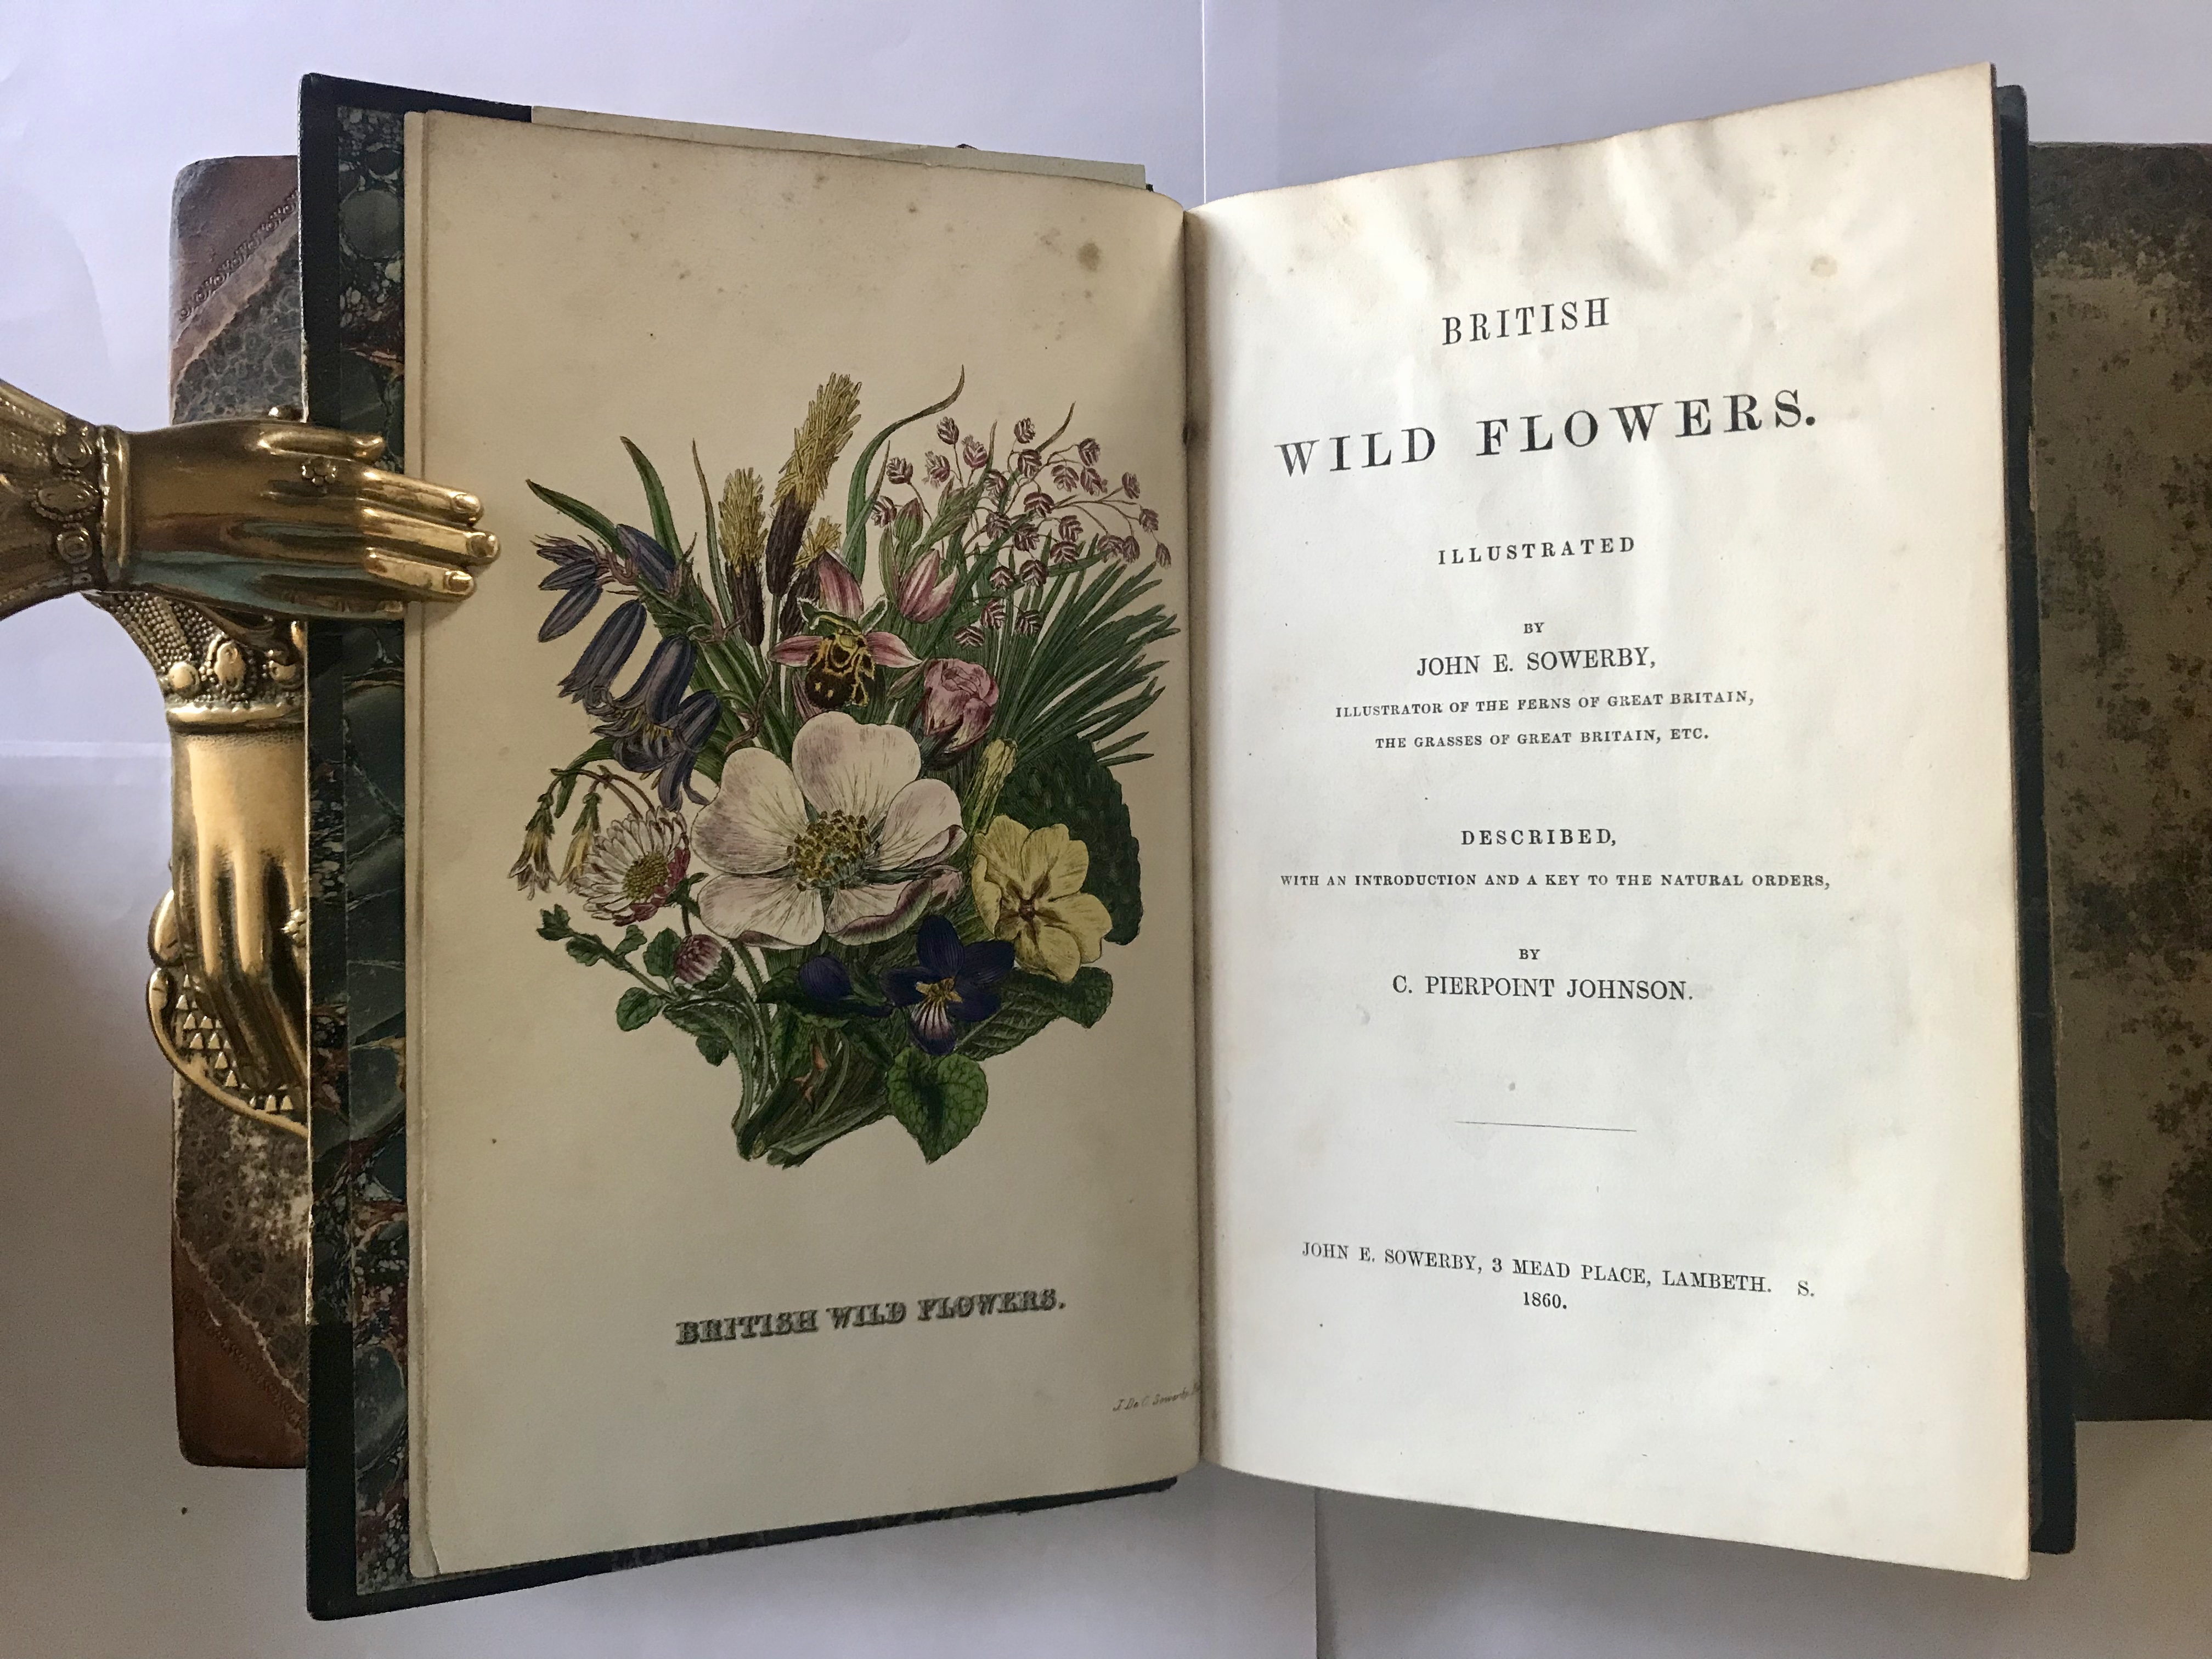 BRITISH WILD FLOWERS.
J. De C. Sowerby
BRITISH
WILD FLOWERS.
ILLUSTRATED
BY
JOHN E. SOWERBY,
ILLUSTRATOR OF THE FERNS OF GREAT BRITAIN,
THE GRASSES OF GREAT BRITAIN, ETC.
DESCRIBED,
WITH AN INTRODUCTION AND A KEY TO THE NATURAL ORDERS,
BY
C. PIERPOINT JOHNSON.
JOHN E. SOWERBY, 3 MEAD PLACE, LAMBETH. S.
1860.